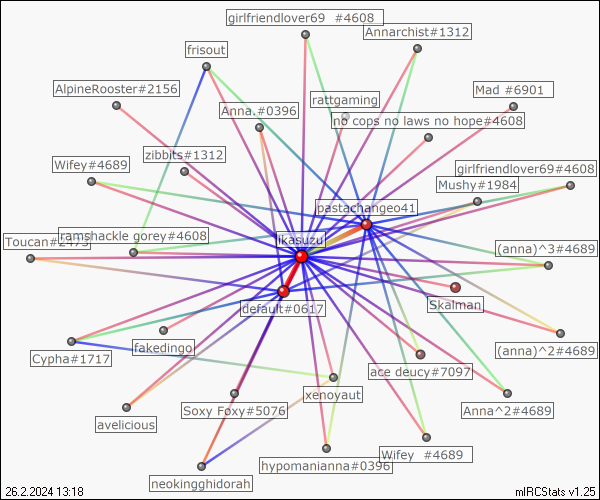 girlfriendlover69 #4608
Annarchist#1312
frisout
AlpineRooster#2156
Mad #6901
rattgaming
Anna.#0396
no cops no laws no hope#4608
zibbits#1312
Wifey#4689
girlfriendlover69#4608
Mushy#1984
pastachangeo41
ramshackle gorey#4608
Toucan#2473
ikasuzu
(anna)^3#4689
default#0617
Skalman
fakedingo
Cypha#1717
(anna)^2#4689
ace deucy#7097
xenoyaut
Soxy Foxy#5076
Anna^2#4689
avelicious
Wifey #4689
hypomanianna#0396
neokingghidorah
26.2.2024 13:18
mIRCStats v1.25